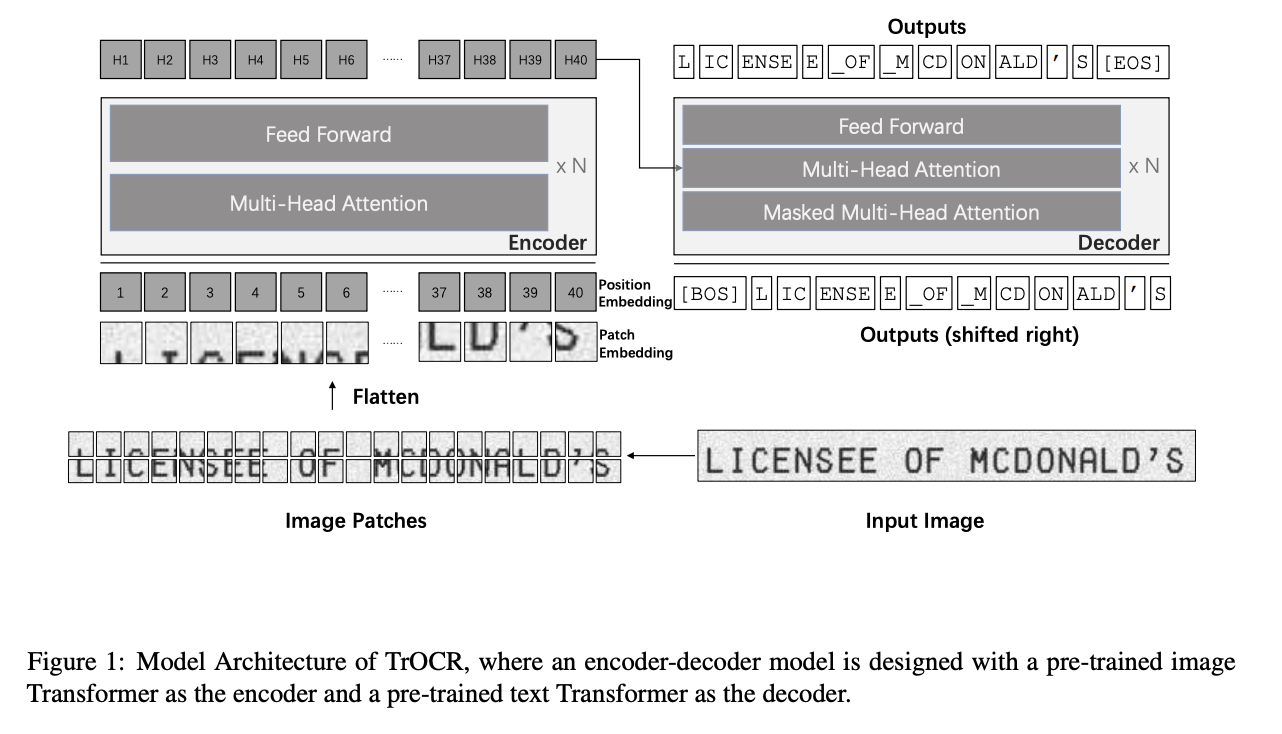 Outputs
H1 H2 H3 H4 H5 H6 ...... H37 H38 H39 H40
L IC ENSE E _OF _M CD ON ALD ’ S [EOS]
Feed Forward
Multi-Head Attention
x N
Encoder
Feed Forward
Multi-Head Attention
Masked Multi-Head Attention
x N
Decoder
1 2 3 4 5 6 ...... 37 38 39 40
Position
Embedding
[BOS] L IC ENSE E _OF _M CD ON ALD ’ S
...... LD’S
Patch
Embedding
Outputs (shifted right)
Flatten
LICENSEE OF MCDONALD’S
LICENSEE OF MCDONALD’S
Image Patches
Input Image
Figure 1: Model Architecture of TrOCR, where an encoder-decoder model is designed with a pre-trained image
Transformer as the encoder and a pre-trained text Transformer as the decoder.